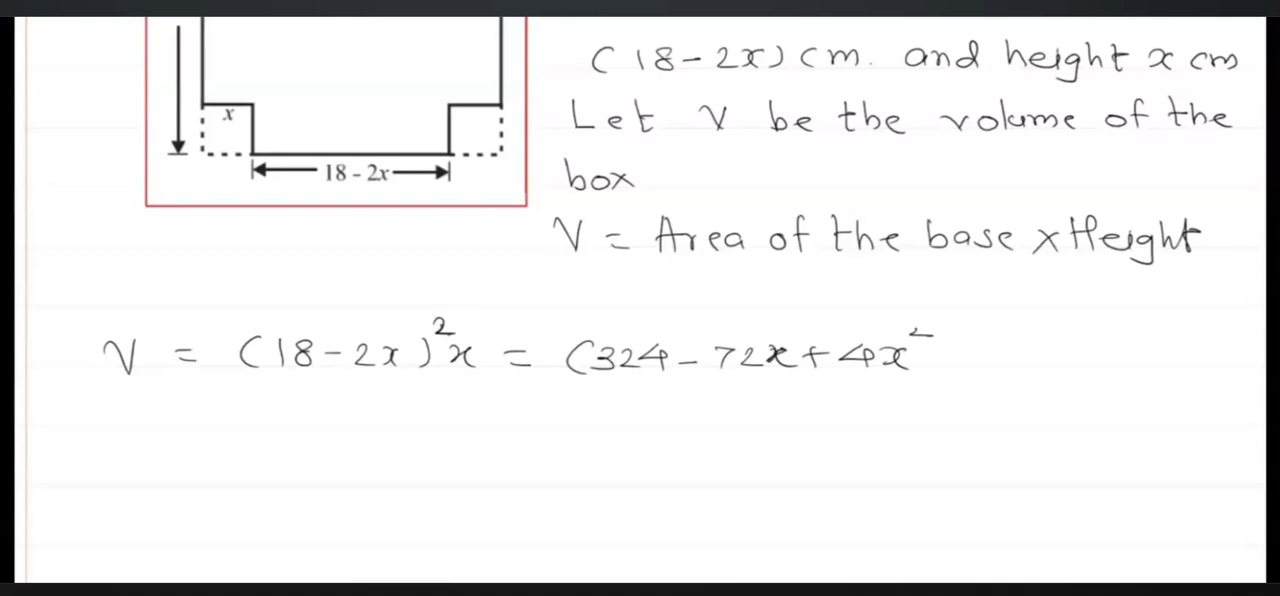 (18-2x)cm. and height x cm
Let V be the volume of the
box
V = Area of the base x Height
x
18 - 2x
V = (18-2x)²x = (324-72x+4x²